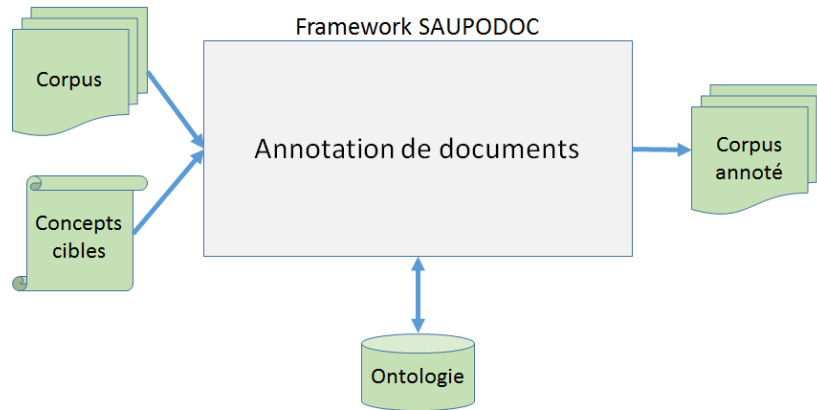 Framework SAUPODOC
Corpus
Annotation de documents
Corpus
annoté
Concepts
cibles
Ontologie